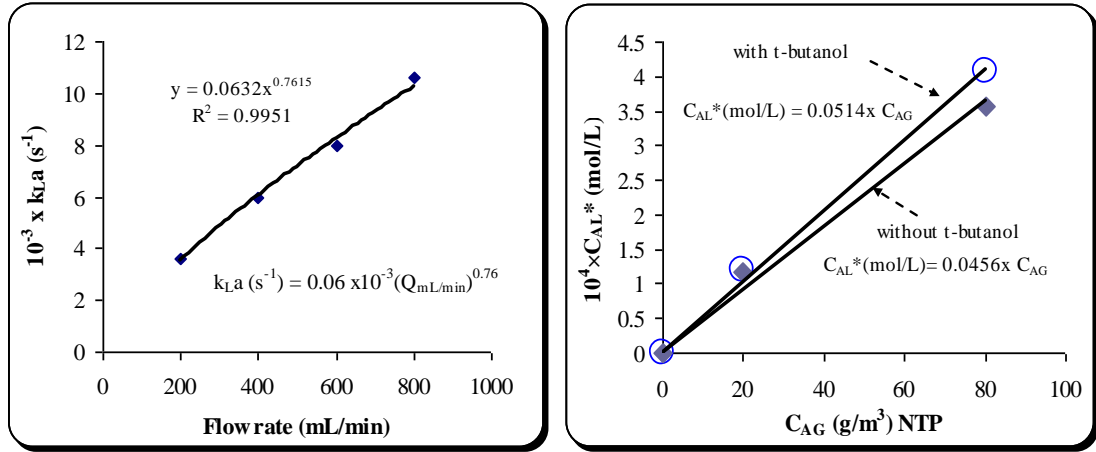 12
10
8
6
4
2
0
0 200 400 600 800 1000
10⁻³ x kLa (s⁻¹)
Flow rate (mL/min)
y = 0.0632x^0.7615
R² = 0.9951
kLa (s⁻¹) = 0.06 x10⁻³(QmL/min)^0.76
4.5
4
3.5
3
2.5
2
1.5
1
0.5
0
0 20 40 60 80 100
10⁴×CAL* (mol/L)
CAG (g/m³) NTP
with t-butanol
CAL*(mol/L) = 0.0514x CAG
without t-butanol
CAL*(mol/L)= 0.0456x CAG